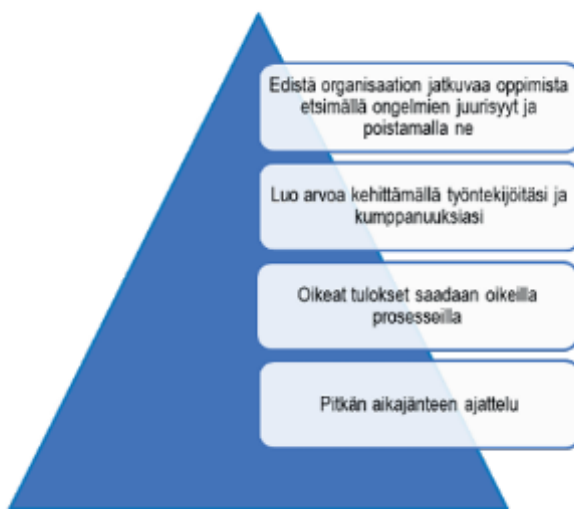 Edistä organisaation jatkuvaa oppimista
etsimällä ongelmien juurisyyt ja
poistamalla ne
Luo arvoa kehittämällä työntekijöitäsi ja
kumppanuuksiasi
Oikeat tulokset saadaan oikeilla
prosesseilla
Pitkän aikajänteen ajattelu